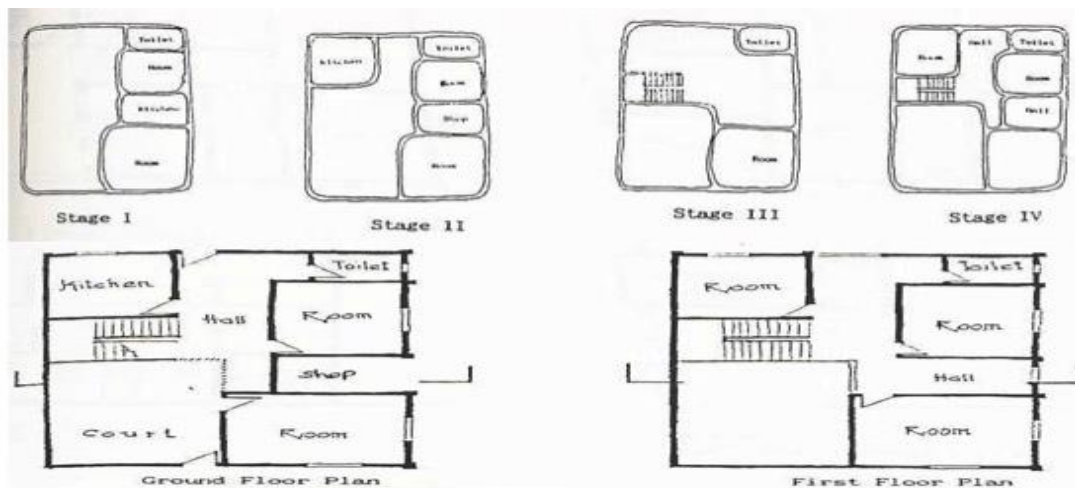 Toilet
Room
Kitchen
Room
Stage I
Kitchen
Toilet
Room
Shop
Room
Stage II
Toilet
Room
Stage III
Room
Hall
Toilet
Room
Hall
Stage IV
Kitchen
Toilet
Hall
Room
Shop
Court
Room
Ground Floor Plan
Room
Toilet
Room
Hall
Room
First Floor Plan